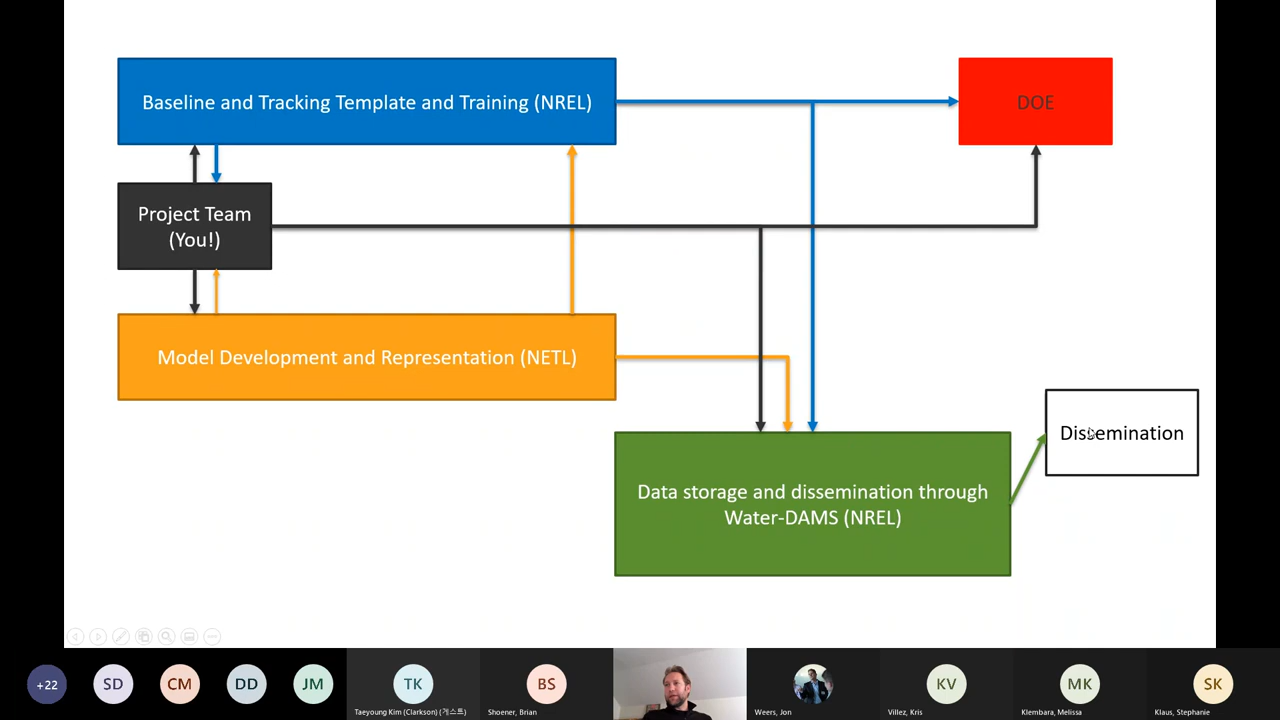 Baseline and Tracking Template and Training (NREL)
DOE
Project Team
(You!)
Model Development and Representation (NETL)
Dissemination
Data storage and dissemination through
Water-DAMS (NREL)
+22
SD
CM
DD
JM
TK
Taeyoung Kim (Clarkson) (게스트)
BS
Shoener, Brian
Weers, Jon
KV
Villez, Kris
MK
Klembara, Melissa
SK
Klaus, Stephanie